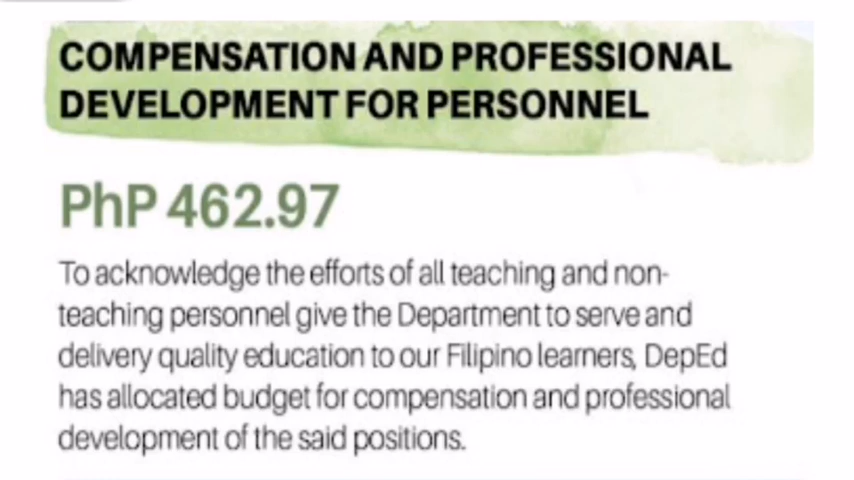 COMPENSATION AND PROFESSIONAL
DEVELOPMENT FOR PERSONNEL
PhP 462.97
To acknowledge the efforts of all teaching and non-
teaching personnel give the Department to serve and
delivery quality education to our Filipino learners, DepEd
has allocated budget for compensation and professional
development of the said positions.